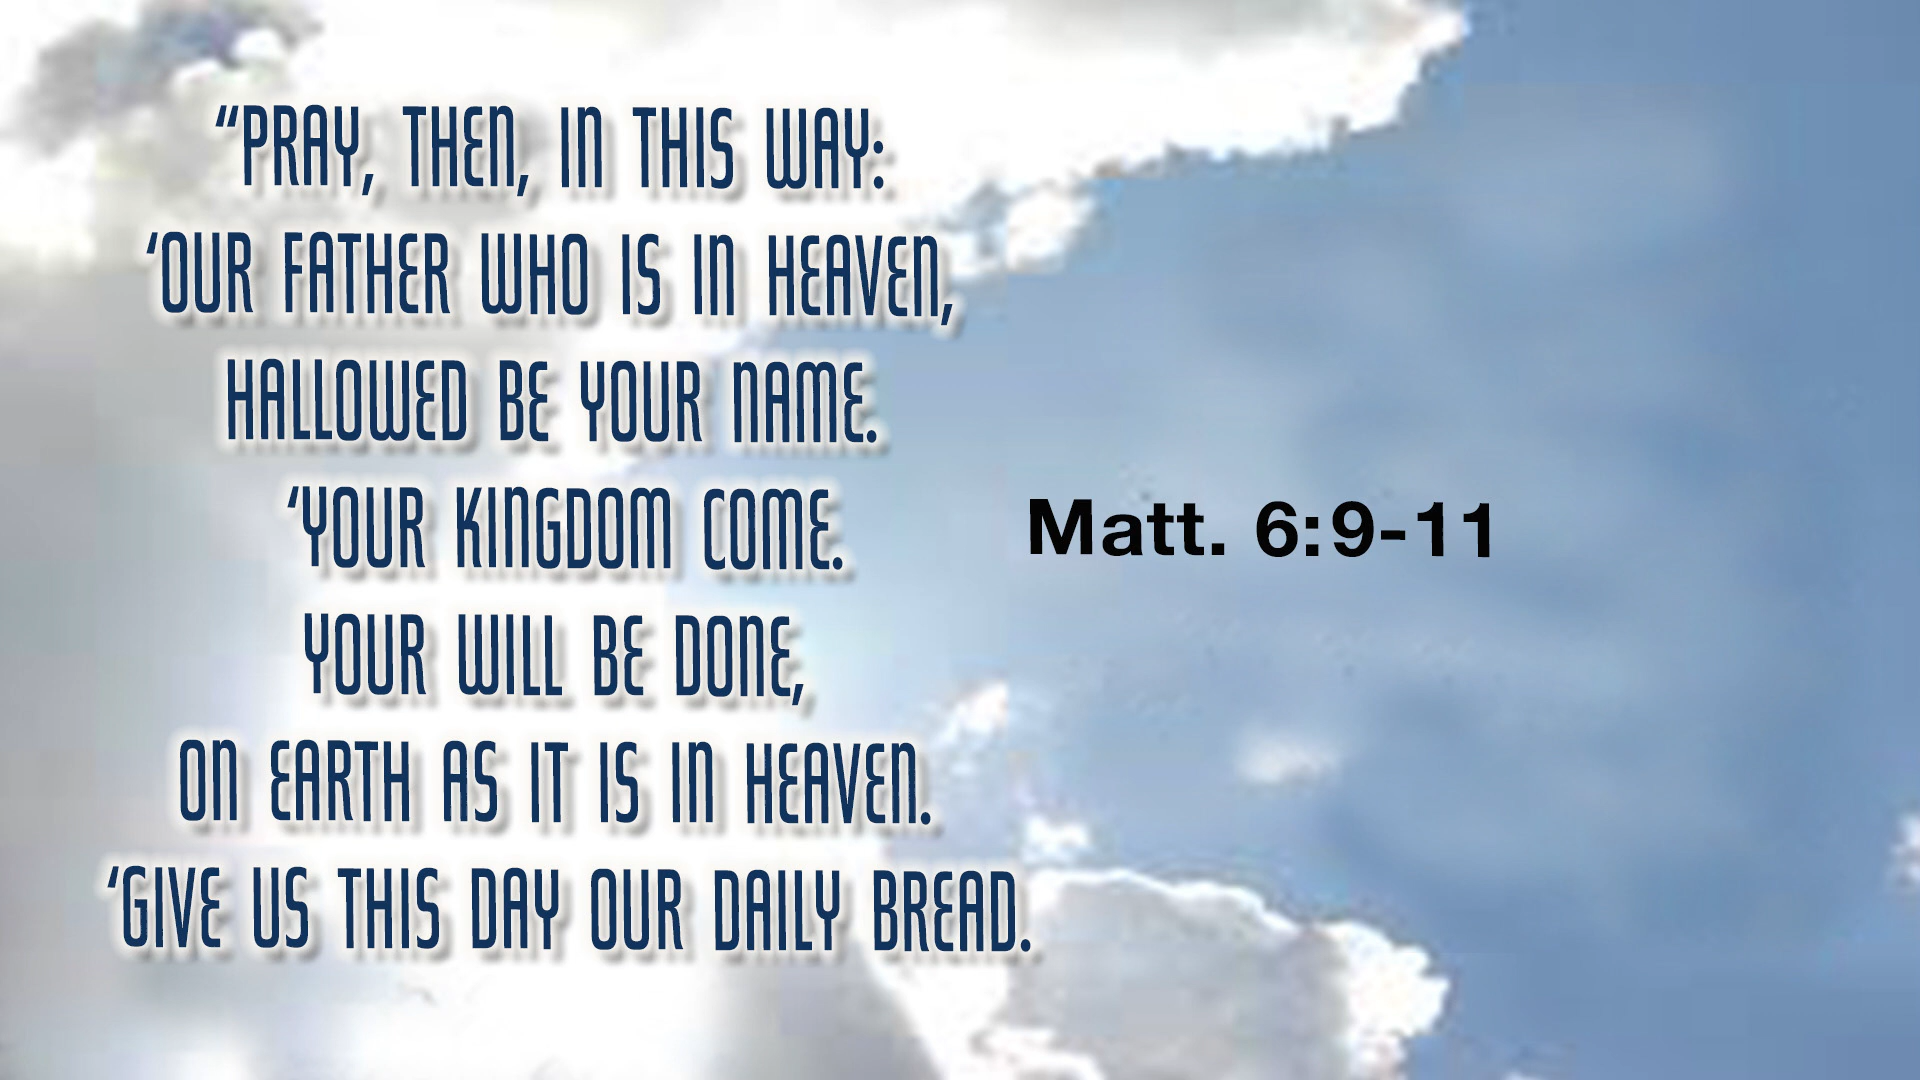 “PRAY, THEN, IN THIS WAY:
‘OUR FATHER WHO IS IN HEAVEN,
HALLOWED BE YOUR NAME.
‘YOUR KINGDOM COME.
YOUR WILL BE DONE,
ON EARTH AS IT IS IN HEAVEN.
‘GIVE US THIS DAY OUR DAILY BREAD.
Matt. 6:9-11